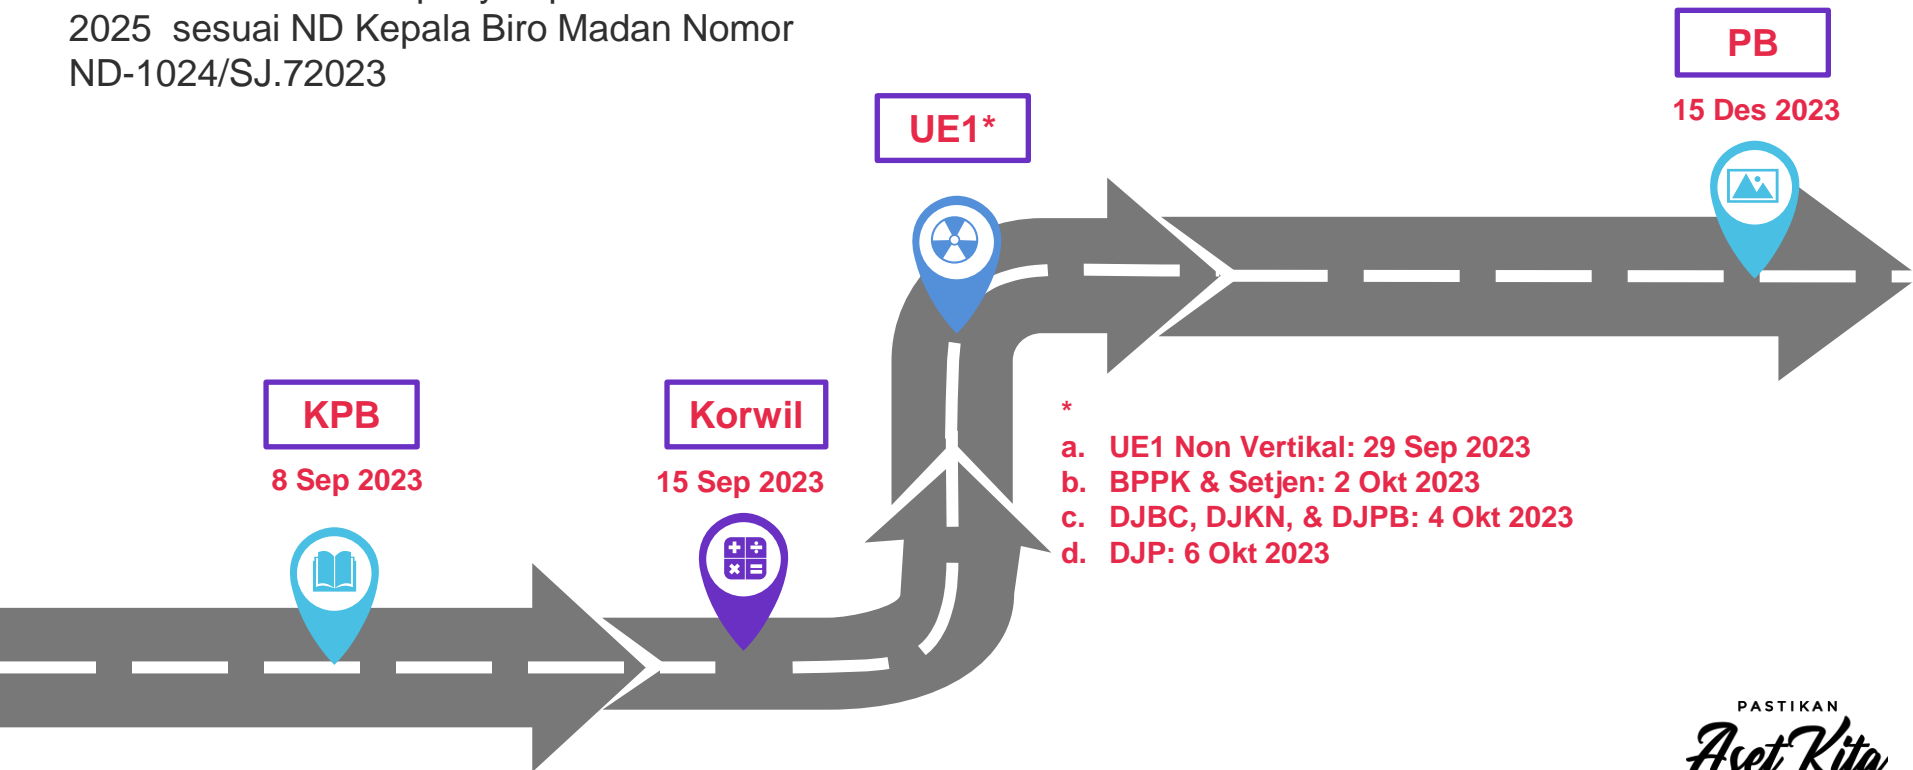 2025 sesuai ND Kepala Biro Madan Nomor
ND-1024/SJ.72023
PB
15 Des 2023
UE1*
KPB
8 Sep 2023
Korwil
15 Sep 2023
*
a. UE1 Non Vertikal: 29 Sep 2023
b. BPPK & Setjen: 2 Okt 2023
c. DJBC, DJKN, & DJPB: 4 Okt 2023
d. DJP: 6 Okt 2023
PASTIKAN
Aset Kita